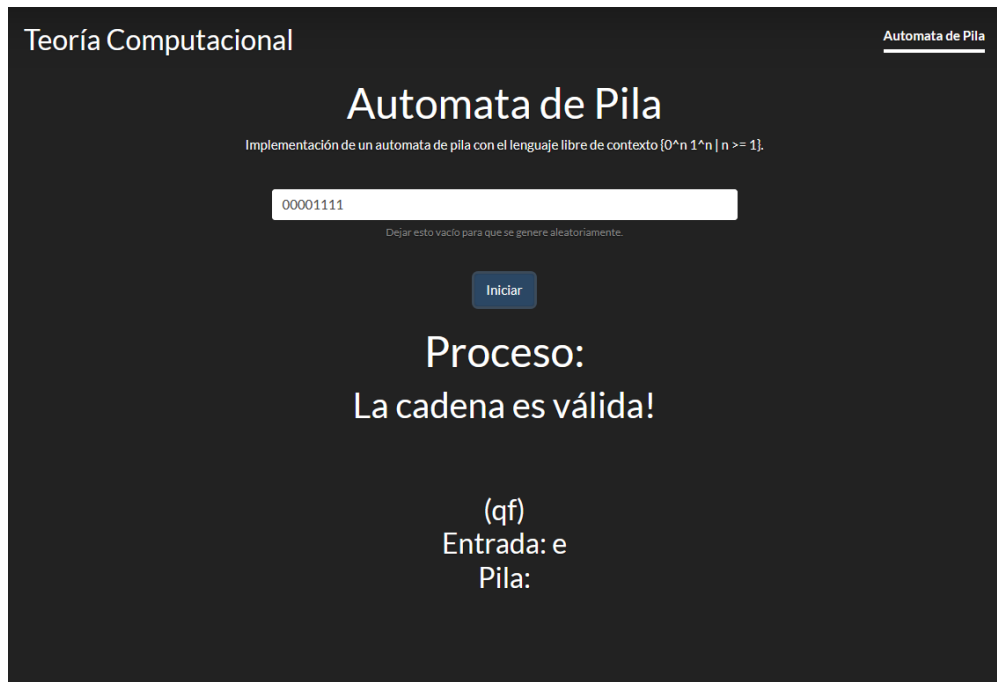 Teoría Computacional
Automata de Pila
Automata de Pila
Implementación de un automata de pila con el lenguaje libre de contexto {0^n 1^n | n >= 1}.
00001111
Dejar esto vacío para que se genere aleatoriamente.
Iniciar
Proceso:
La cadena es válida!
(qf)
Entrada: e
Pila: